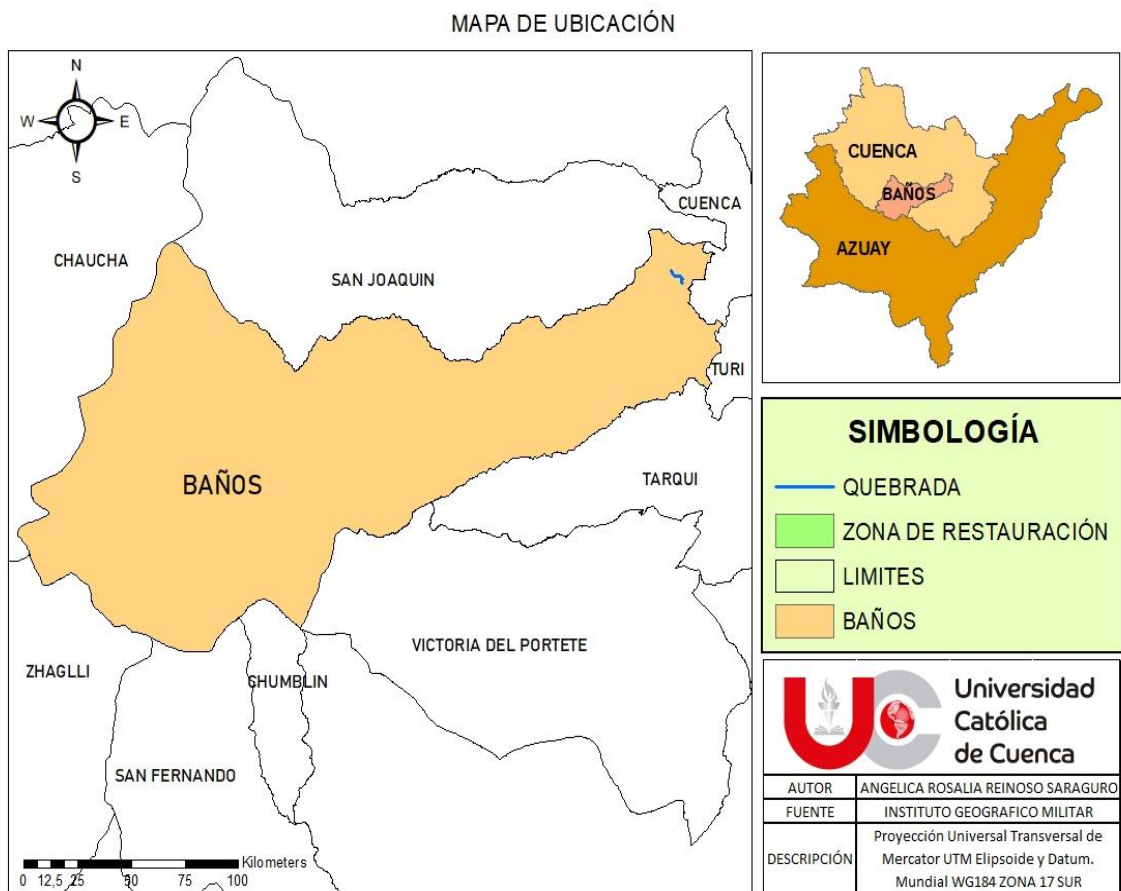 MAPA DE UBICACIÓN
N
W E
S
CHAUCHA
SAN JOAQUIN
CUENCA
TURI
BAÑOS
TARQUI
VICTORIA DEL PORTETE
ZHAGLLI
CHUMBLIN
SAN FERNANDO
Kilometers
0 12,5 25 50 75 100
CUENCA
BAÑOS
AZUAY
SIMBOLOGÍA
QUEBRADA
ZONA DE RESTAURACIÓN
LIMITES
BAÑOS
UC
Universidad
Católica
de Cuenca
AUTOR ANGELICA ROSALIA REINOSO SARAGURO
FUENTE INSTITUTO GEOGRAFICO MILITAR
DESCRIPCIÓN Proyección Universal Transversal de
Mercator UTM Elipsoide y Datum.
Mundial WG184 ZONA 17 SUR